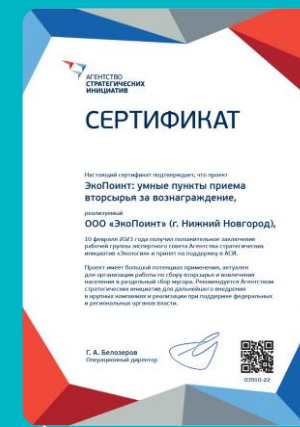 АГЕНТСТВО
СТРАТЕГИЧЕСКИХ
ИНИЦИАТИВ
СЕРТИФИКАТ
Настоящий сертификат подтверждает, что проект
ЭкоПоинт: умные пункты приема
вторсырья за вознаграждение,
реализуемый
ООО «ЭкоПоинт» (г. Нижний Новгород),
10 февраля 2023 года получил положительное заключение
рабочей группы экспертного совета Агентства стратегических
инициатив «Экология» и принят на поддержку в АСИ.
Проект имеет большой потенциал применения, актуален
для организации работы по сбору вторсырья и вовлечения
населения в раздельный сбор мусора. Рекомендуется Агентством
стратегических инициатив для дальнейшего внедрения
в крупных компаниях и реализации при поддержке федеральных
и региональных органов власти.
Г. А. Белозеров
Операционный директор
03910-22